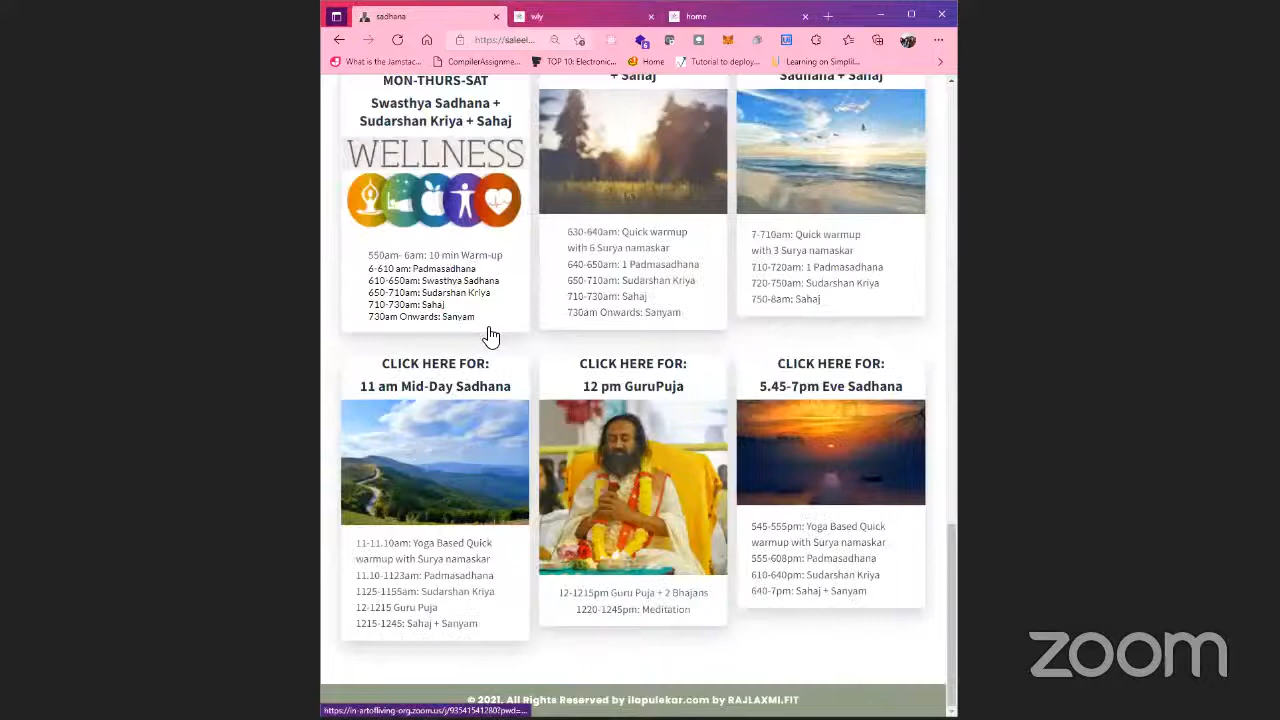 sadhana
wly
home
https://saleel...
What is the Jamstac...
CompilerAssignme...
TOP 10: Electronic...
Home
Tutorial to deploy...
Learning on Simplil...
MON-THURS-SAT
Swasthya Sadhana +
Sudarshan Kriya + Sahaj
WELLNESS
550am- 6am: 10 min Warm-up
6-610 am: Padmasadhana
610-650am: Swasthya Sadhana
650-710am: Sudarshan Kriya
710-730am: Sahaj
730am Onwards: Sanyam
+ Sahaj
630-640am: Quick warmup
with 6 Surya namaskar
640-650am: 1 Padmasadhana
650-710am: Sudarshan Kriya
710-730am: Sahaj
730am Onwards: Sanyam
Sadhana + Sahaj
7-710am: Quick warmup
with 3 Surya namaskar
710-720am: 1 Padmasadhana
720-750am: Sudarshan Kriya
750-8am: Sahaj
CLICK HERE FOR:
11 am Mid-Day Sadhana
11-11.10am: Yoga Based Quick
warmup with Surya namaskar
11.10-1123am: Padmasadhana
1125-1155am: Sudarshan Kriya
12-1215 Guru Puja
1215-1245: Sahaj + Sanyam
CLICK HERE FOR:
12 pm GuruPuja
12-1215pm Guru Puja + 2 Bhajans
1220-1245pm: Meditation
CLICK HERE FOR:
5.45-7pm Eve Sadhana
545-555pm: Yoga Based Quick
warmup with Surya namaskar
555-608pm: Padmasadhana
610-640pm: Sudarshan Kriya
640-7pm: Sahaj + Sanyam
© 2021, All Rights Reserved by ilapulekar.com by RAJLAXMI.FIT
https://in-artofliving-org.zoom.us/j/93541541280?pwd=...
zoom